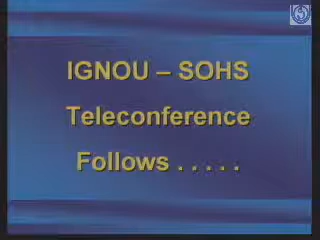 IGNOU – SOHS
Teleconference
Follows . . . . .